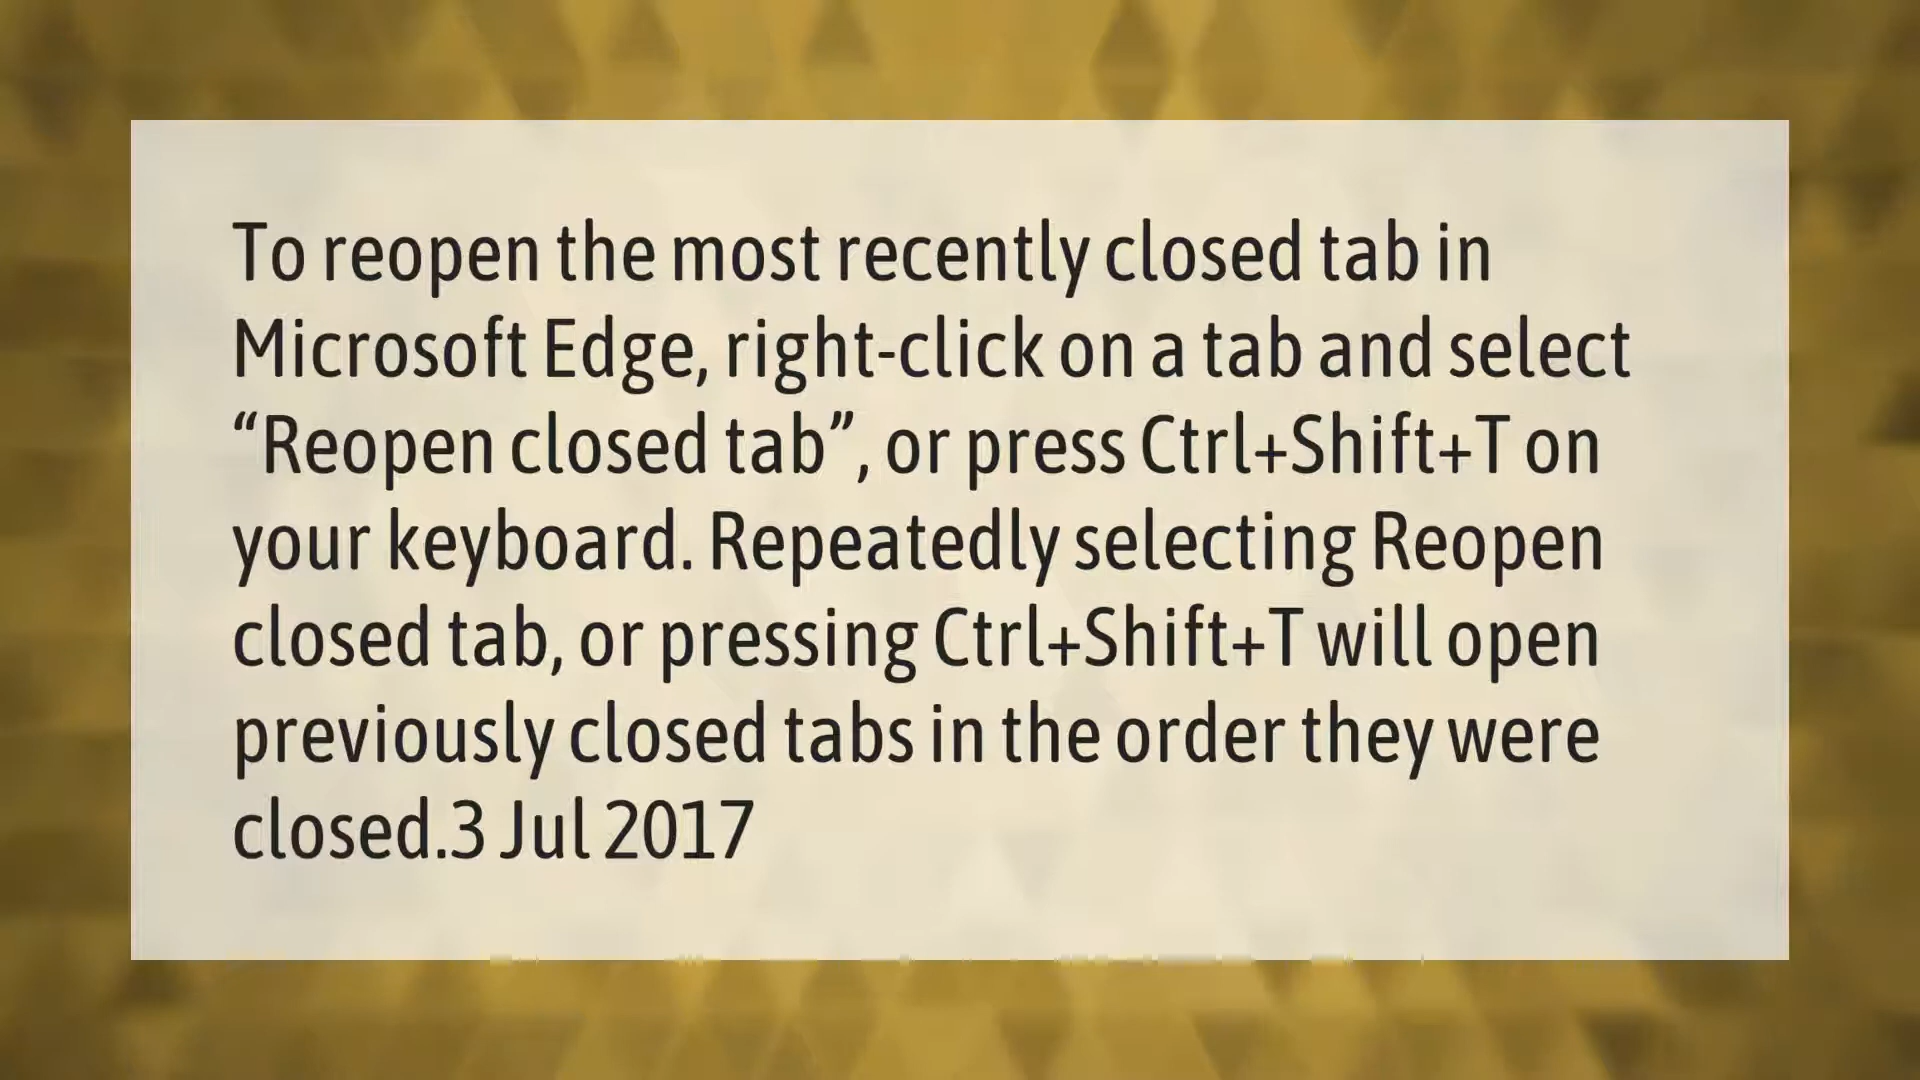 To reopen the most recently closed tab in
Microsoft Edge, right-click on a tab and select
“Reopen closed tab”, or press Ctrl+Shift+T on
your keyboard. Repeatedly selecting Reopen
closed tab, or pressing Ctrl+Shift+T will open
previously closed tabs in the order they were
closed.3 Jul 2017